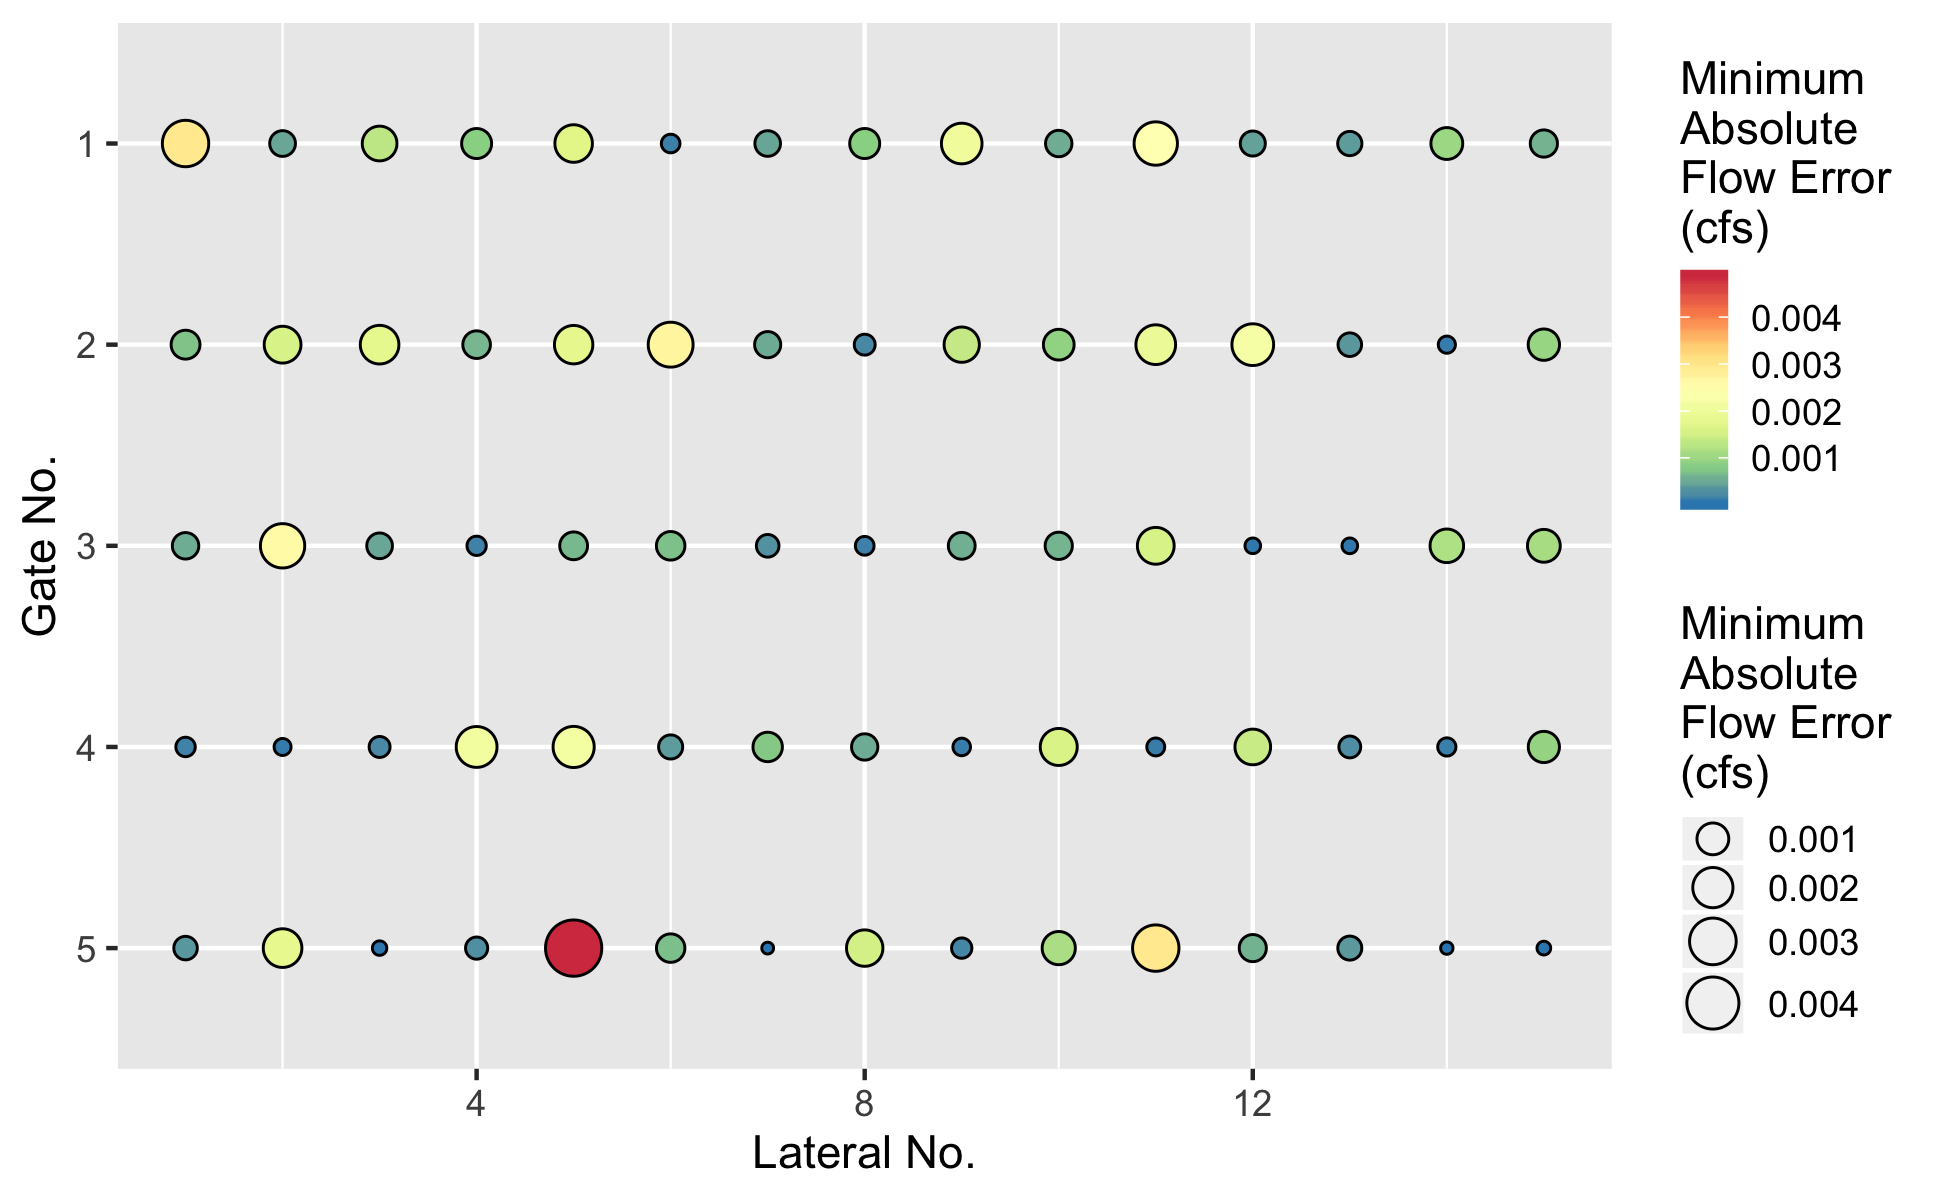 1
2
3
4
5
Gate No.
4
8
12
Lateral No.
Minimum
Absolute
Flow Error
(cfs)
0.004
0.003
0.002
0.001
Minimum
Absolute
Flow Error
(cfs)
0.001
0.002
0.003
0.004